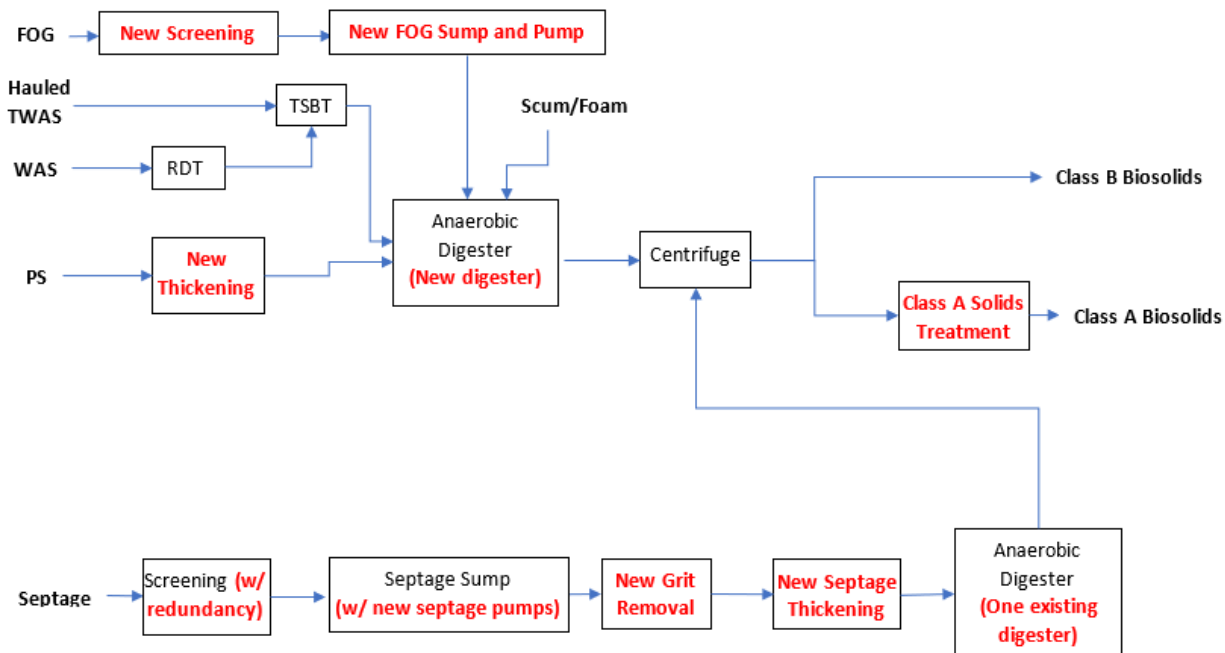 FOG
New Screening
New FOG Sump and Pump
Hauled
TWAS
TSBT
Scum/Foam
WAS
RDT
Class B Biosolids
Anaerobic
Digester
(New digester)
Centrifuge
PS
New
Thickening
Class A Solids
Treatment
Class A Biosolids
Septage
Screening (w/
redundancy)
Septage Sump
(w/ new septage pumps)
New Grit
Removal
New Septage
Thickening
Anaerobic
Digester
(One existing
digester)